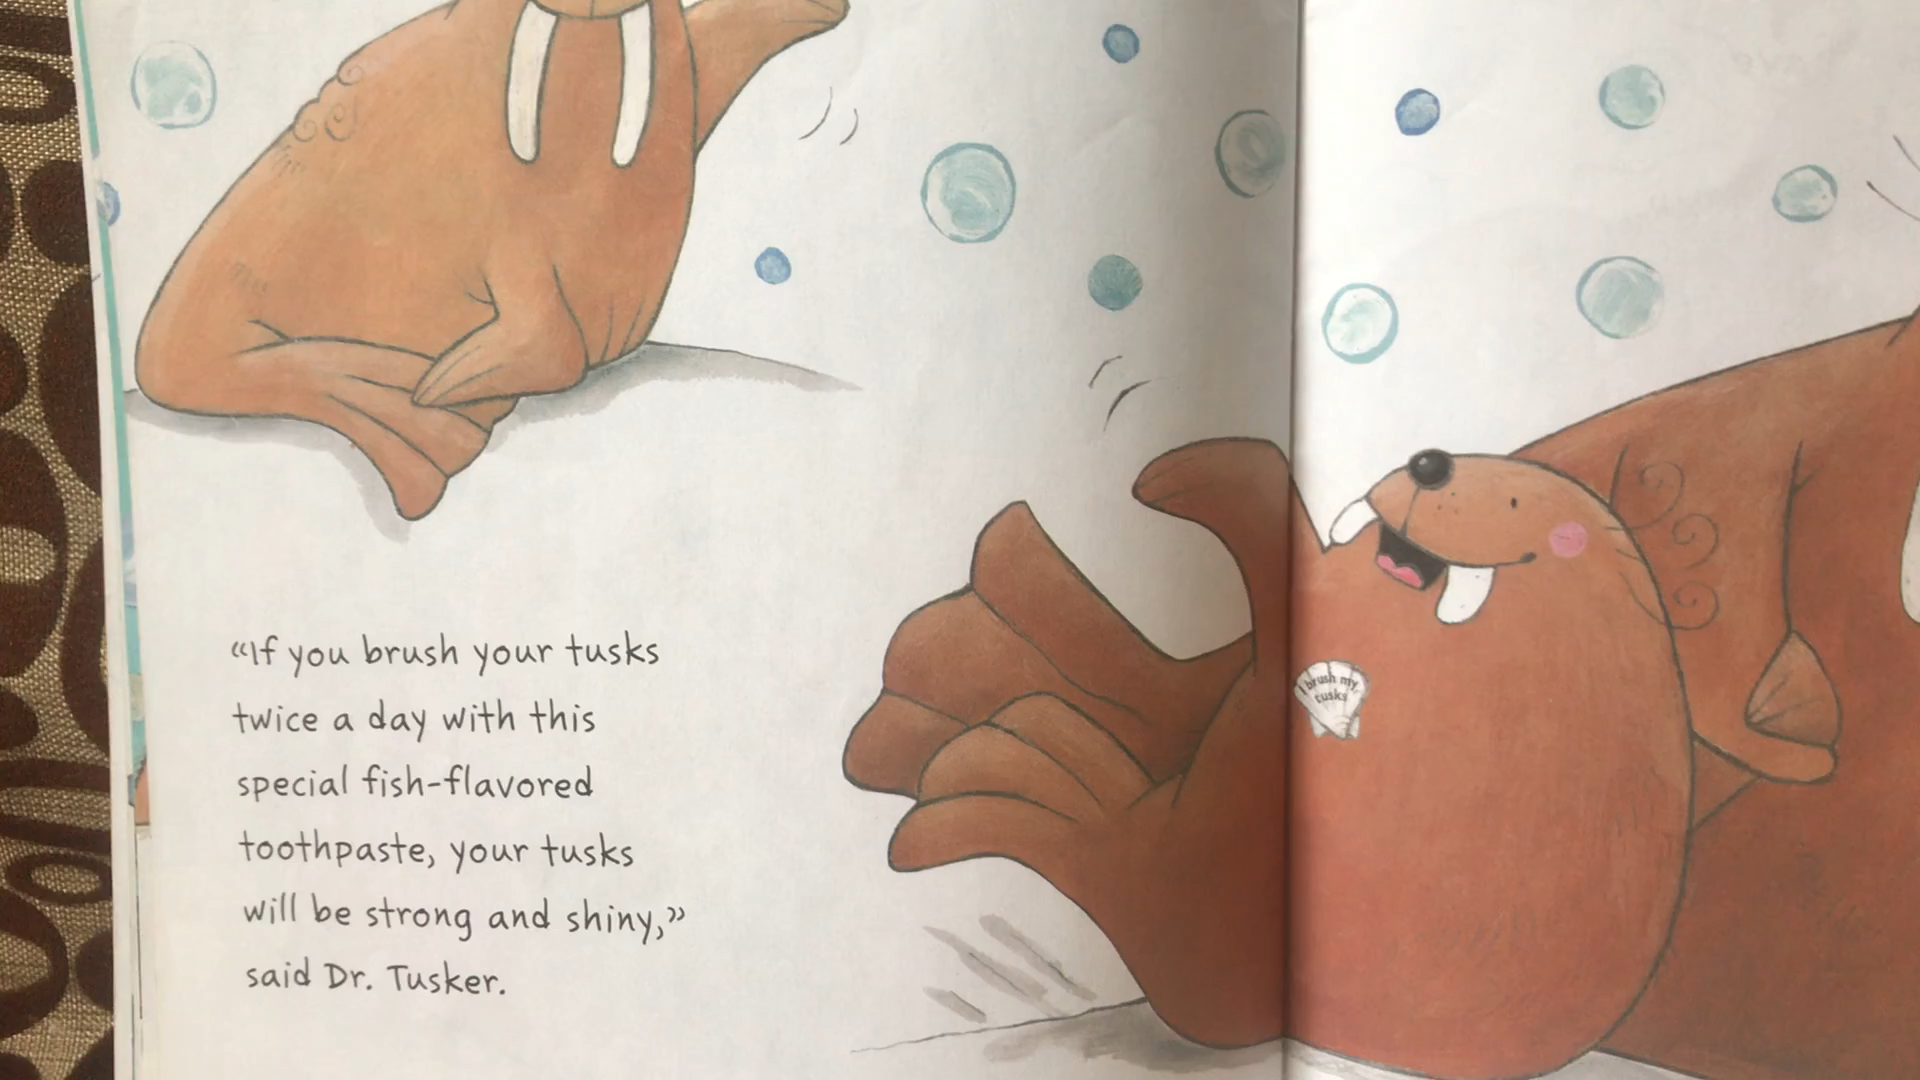 “If you brush your tusks
twice a day with this
special fish-flavored
toothpaste, your tusks
will be strong and shiny,”
said Dr. Tusker.
I brush my
tusks